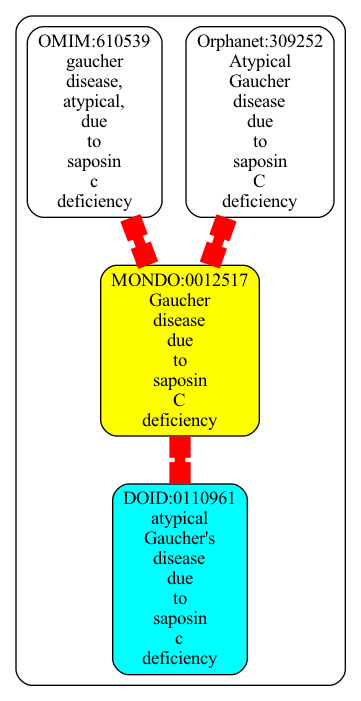 OMIM:610539
gaucher
disease,
atypical,
due
to
saposin
c
deficiency
Orphanet:309252
Atypical
Gaucher
disease
due
to
saposin
C
deficiency
MONDO:0012517
Gaucher
disease
due
to
saposin
C
deficiency
DOID:0110961
atypical
Gaucher's
disease
due
to
saposin
c
deficiency